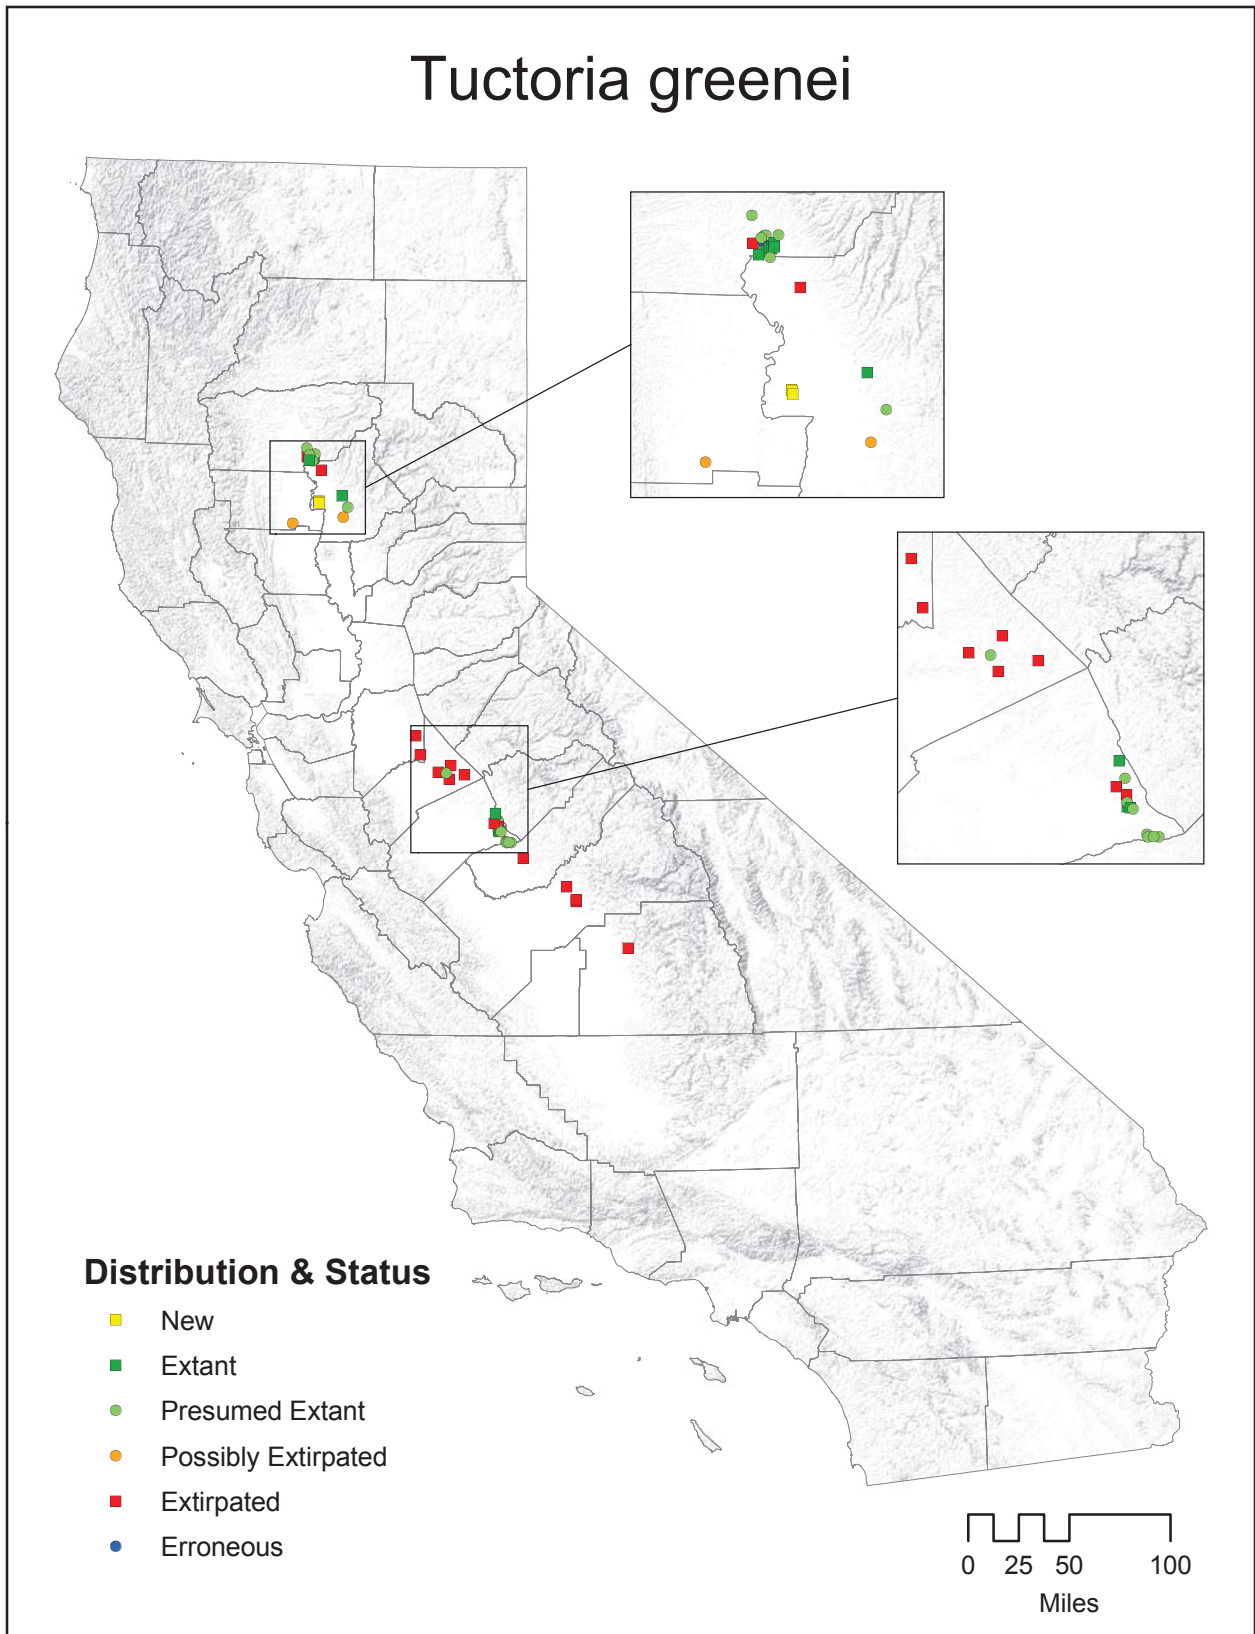 Tuctoria greenei
Distribution & Status
New
Extant
Presumed Extant
Possibly Extirpated
Extirpated
Erroneous
0 25 50 100
Miles